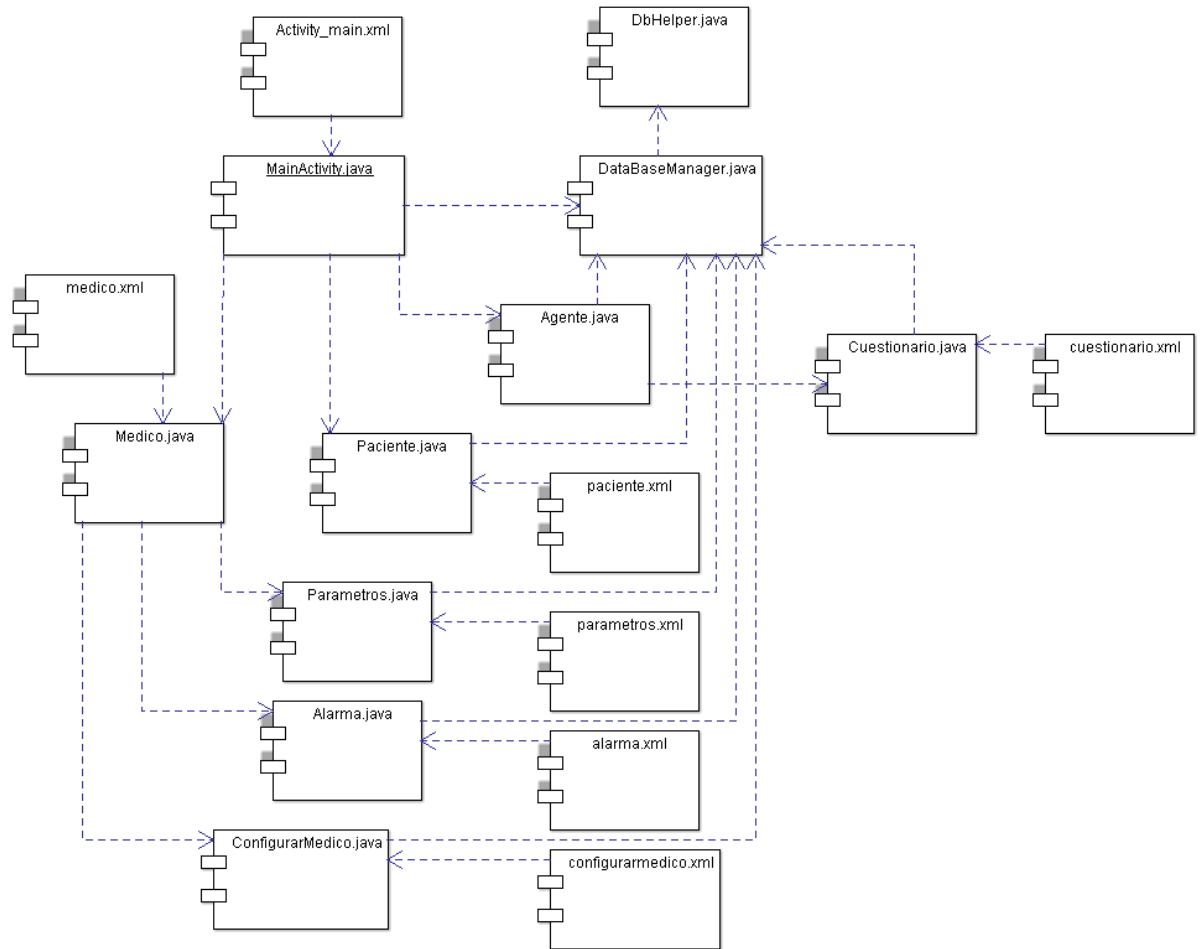 Activity_main.xml
DbHelper.java
MainActivity.java
DataBaseManager.java
medico.xml
Agente.java
Cuestionario.java
cuestionario.xml
Medico.java
Paciente.java
paciente.xml
Parametros.java
parametros.xml
Alarma.java
alarma.xml
ConfigurarMedico.java
configurarmedico.xml